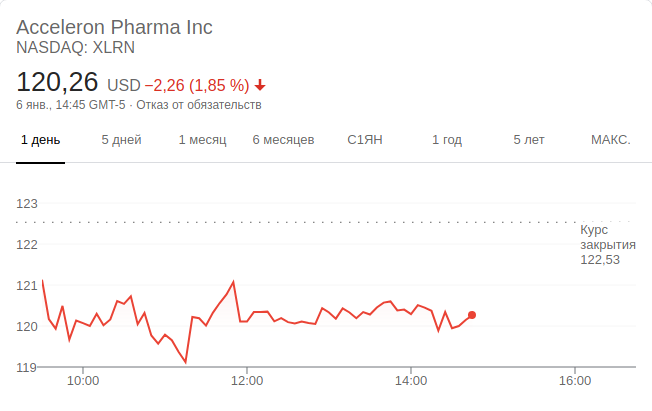 Acceleron Pharma Inc
NASDAQ: XLRN
120,26 USD −2,26 (1,85 %)
6 янв., 14:45 GMT-5 · Отказ от обязательств
1 день 5 дней 1 месяц 6 месяцев С1ЯН 1 год 5 лет МАКС.
123
Курс
122 закрытия
122,53
121
120
119
10:00 12:00 14:00 16:00